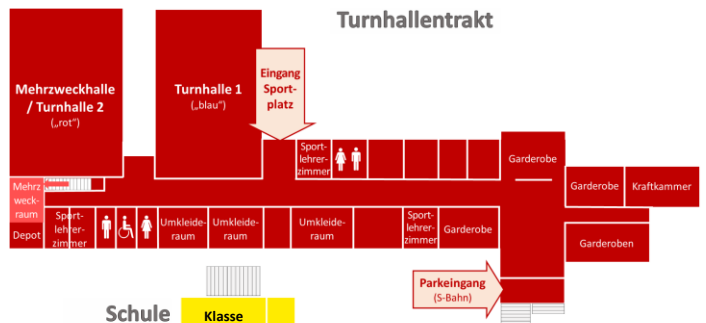 Turnhallentrakt
Mehrzweckhalle
/ Turnhalle 2
(„rot")
Turnhalle 1
(„blau")
Eingang
Sport-
platz
Sport-
lehrer-
zimmer
Garderobe
Garderobe
Kraftkammer
Mehrz
weck-
raum
Depot
Sport-
lehrer-
zimmer
Umkleide-
raum
Umkleide-
raum
Umkleide-
raum
Sport-
lehrer-
zimmer
Garderobe
Garderoben
Parkeingang
(S-Bahn)
Schule
Klasse